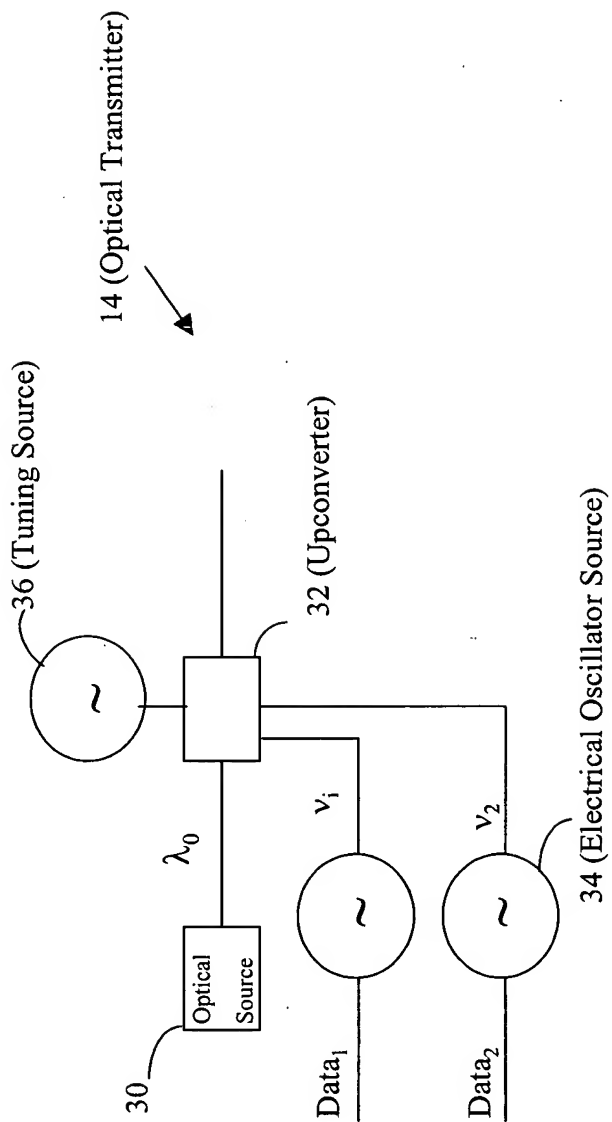 36 (Tuning Source)
14 (Optical Transmitter)
30
Optical
Source
λ₀
~
32 (Upconverter)
Data₁
~
νᵢ
Data₂
~
ν₂
34 (Electrical Oscillator Source)